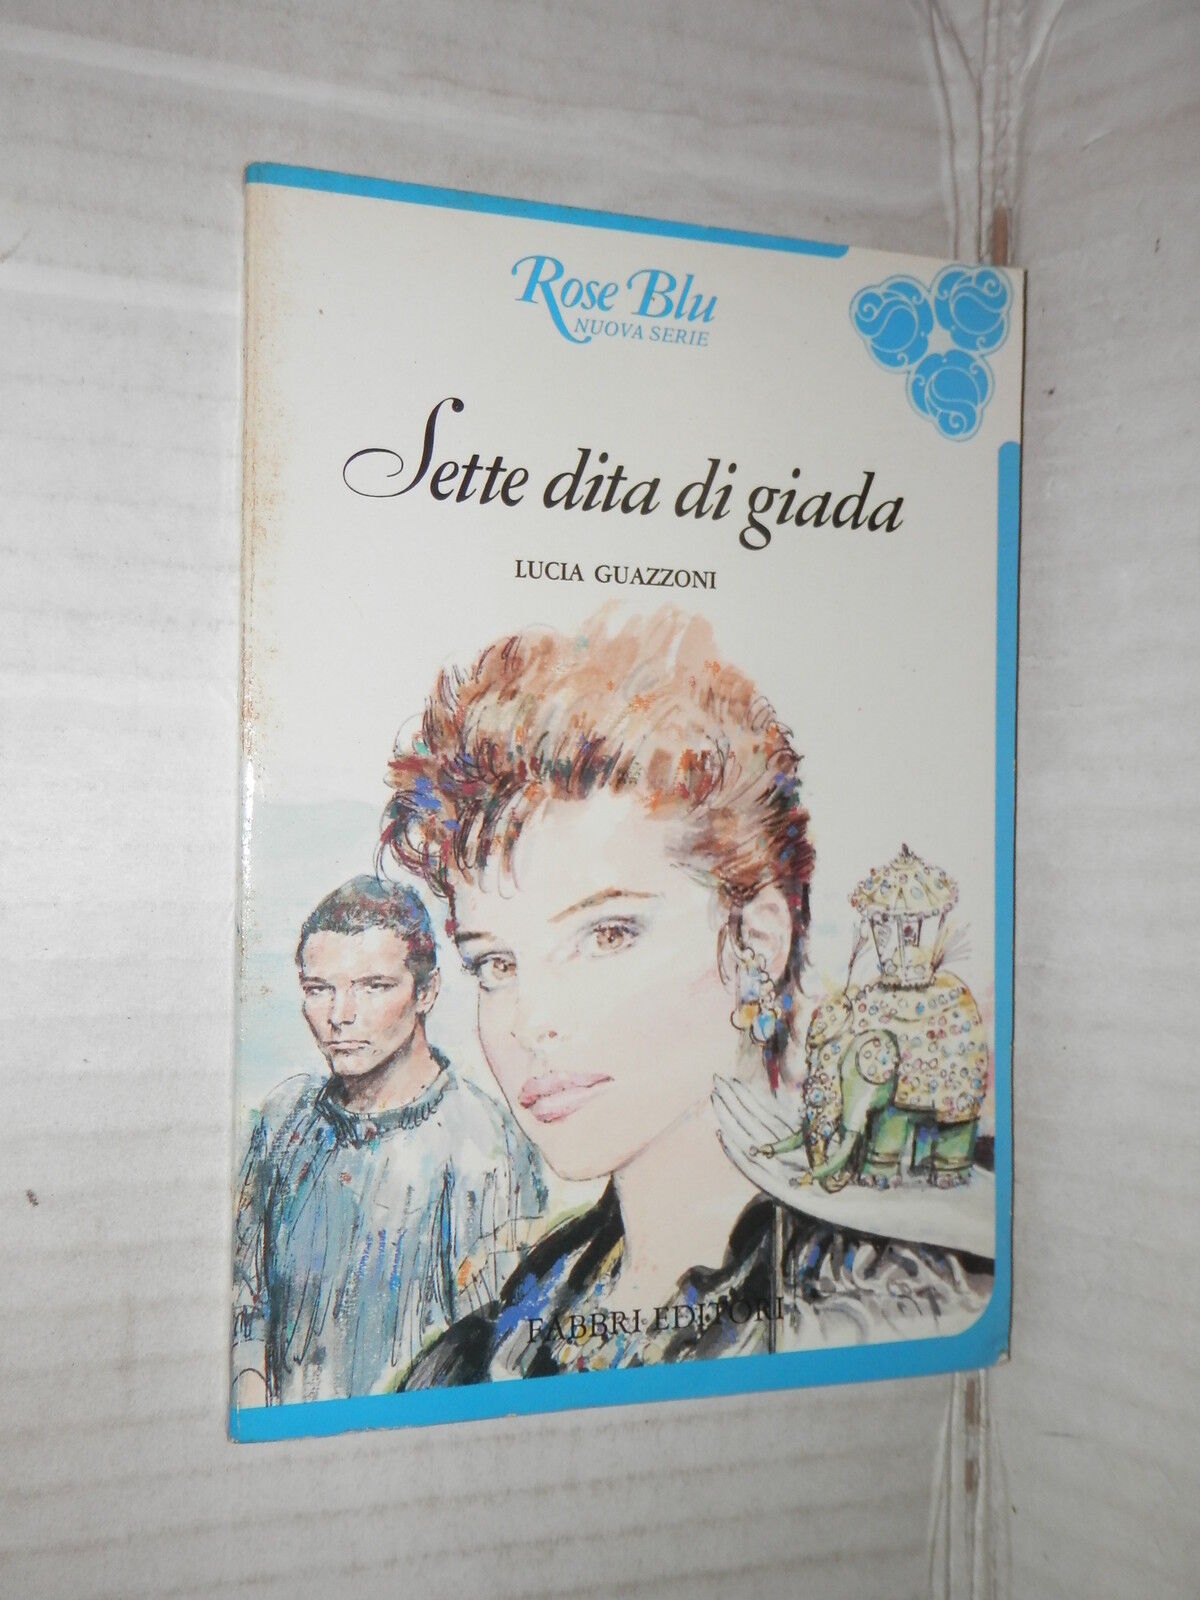 Rose Blu
NUOVA SERIE
Sette dita di giada
LUCIA GUAZZONI
FABBRI EDITORI